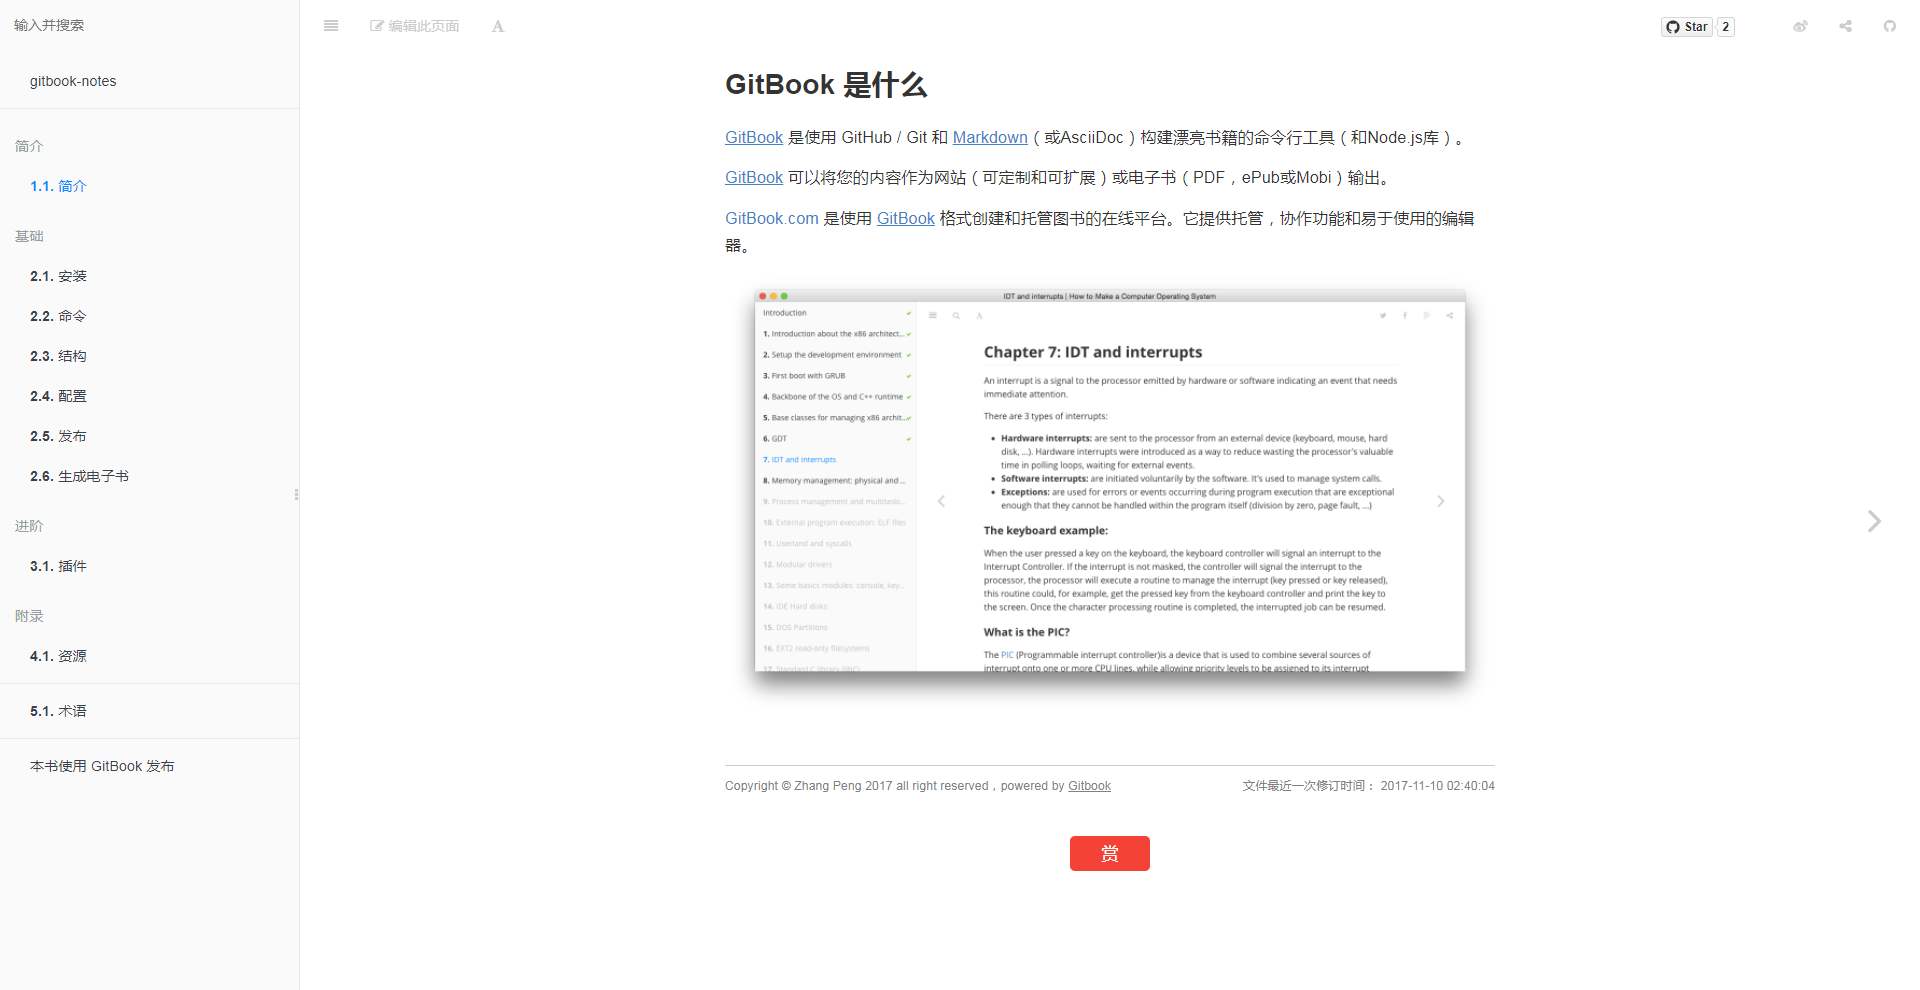 输入并搜索
编辑此页面
A
Star 2
gitbook-notes
简介
1.1. 简介
基础
2.1. 安装
2.2. 命令
2.3. 结构
2.4. 配置
2.5. 发布
2.6. 生成电子书
进阶
3.1. 插件
附录
4.1. 资源
5.1. 术语
本书使用 GitBook 发布
GitBook 是什么
GitBook 是使用 GitHub / Git 和 Markdown（或AsciiDoc）构建漂亮书籍的命令行工具（和Node.js库）。
GitBook 可以将您的内容作为网站（可定制和可扩展）或电子书（PDF，ePub或Mobi）输出。
GitBook.com 是使用 GitBook 格式创建和托管图书的在线平台。它提供托管，协作功能和易于使用的编辑
器。
IDT and interrupts | How to Make a Computer Operating System
Introduction
1. Introduction about the x86 architect...
2. Setup the development environment
3. First boot with GRUB
4. Backbone of the OS and C++ runtime
5. Base classes for managing x86 archit...
6. GDT
7. IDT and interrupts
8. Memory management: physical and ...
9. Process management and multitaskin...
10. External program execution: ELF files
11. Userland and syscalls
12. Modular drivers
13. Some basics modules: console, key...
14. IDE Hard disks
15. DOS Partitions
16. EXT2 read-only filesystems
17. Standard C library (libC)
A
Chapter 7: IDT and interrupts
An interrupt is a signal to the processor emitted by hardware or software indicating an event that needs
immediate attention.
There are 3 types of interrupts:
• Hardware interrupts: are sent to the processor from an external device (keyboard, mouse, hard
disk, ...). Hardware interrupts were introduced as a way to reduce wasting the processor's valuable
time in polling loops, waiting for external events.
• Software interrupts: are initiated voluntarily by the software. It's used to manage system calls.
• Exceptions: are used for errors or events occurring during program execution that are exceptional
enough that they cannot be handled within the program itself (division by zero, page fault, ...)
The keyboard example:
When the user pressed a key on the keyboard, the keyboard controller will signal an interrupt to the
Interrupt Controller. If the interrupt is not masked, the controller will signal the interrupt to the
processor, the processor will execute a routine to manage the interrupt (key pressed or key released),
this routine could, for example, get the pressed key from the keyboard controller and print the key to
the screen. Once the character processing routine is completed, the interrupted job can be resumed.
What is the PIC?
The PIC (Programmable interrupt controller)is a device that is used to combine several sources of
interrupt onto one or more CPU lines, while allowing priority levels to be assigned to its interrupt
Copyright © Zhang Peng 2017 all right reserved，powered by Gitbook
文件最近一次修订时间： 2017-11-10 02:40:04
赏